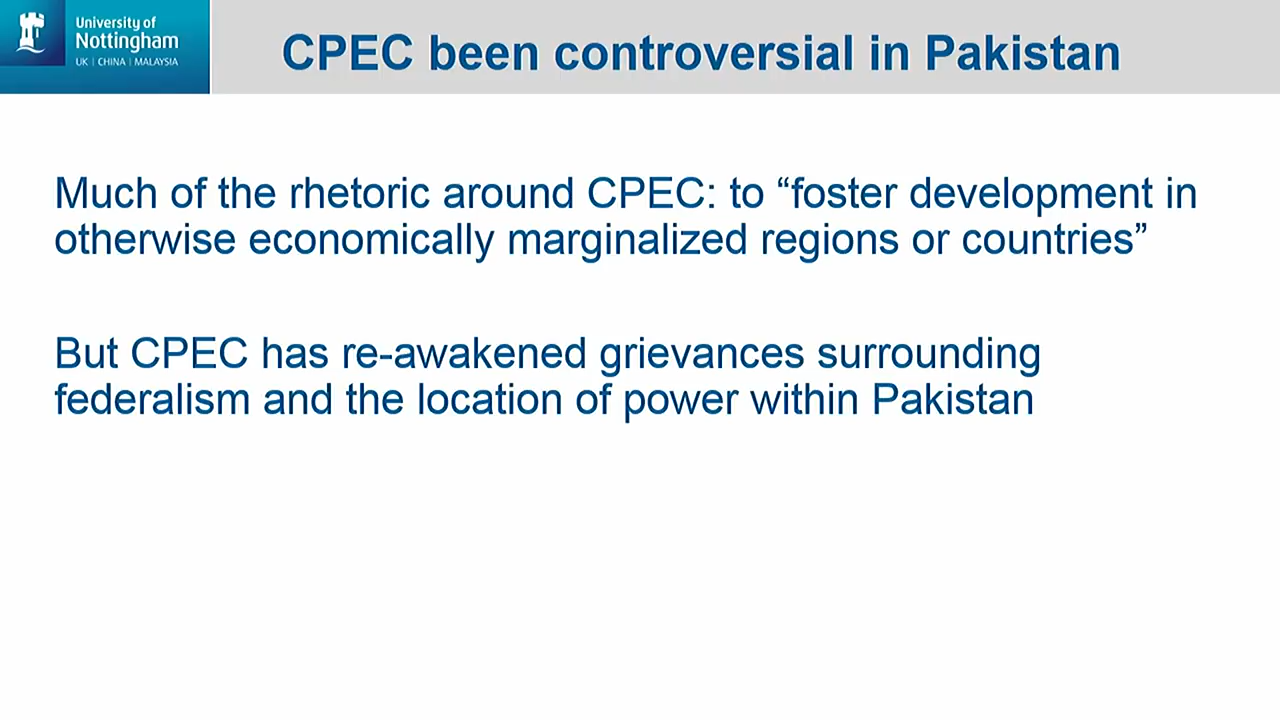 University of
Nottingham
UK | CHINA | MALAYSIA
CPEC been controversial in Pakistan
Much of the rhetoric around CPEC: to “foster development in
otherwise economically marginalized regions or countries”
But CPEC has re-awakened grievances surrounding
federalism and the location of power within Pakistan